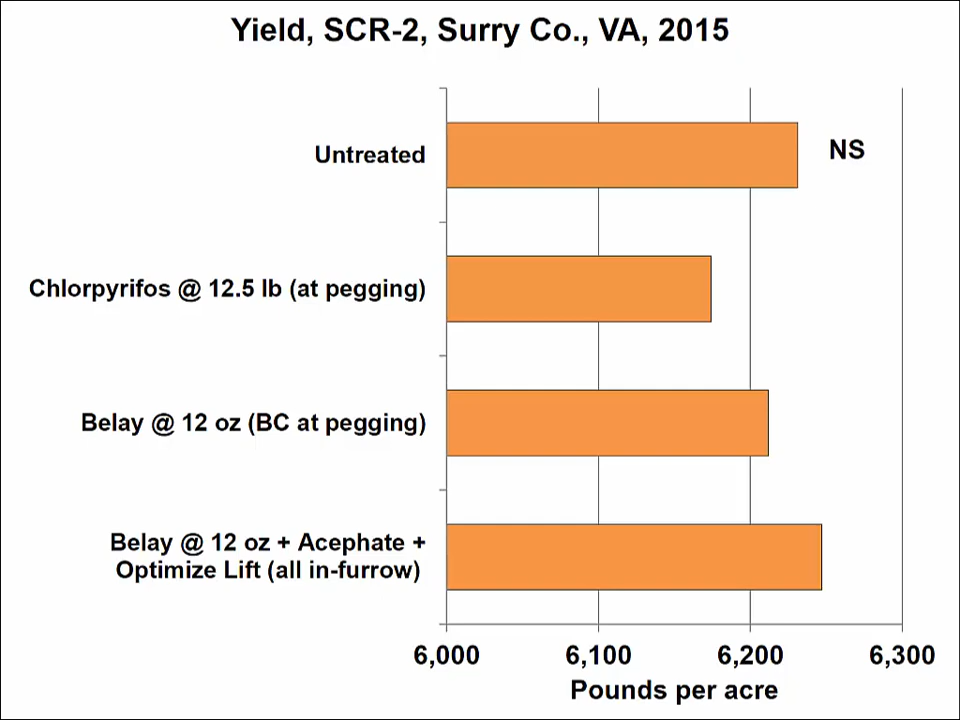 Yield, SCR-2, Surry Co., VA, 2015
Untreated
NS
Chlorpyrifos @ 12.5 lb (at pegging)
Belay @ 12 oz (BC at pegging)
Belay @ 12 oz + Acephate +
Optimize Lift (all in-furrow)
6,000 6,100 6,200 6,300
Pounds per acre